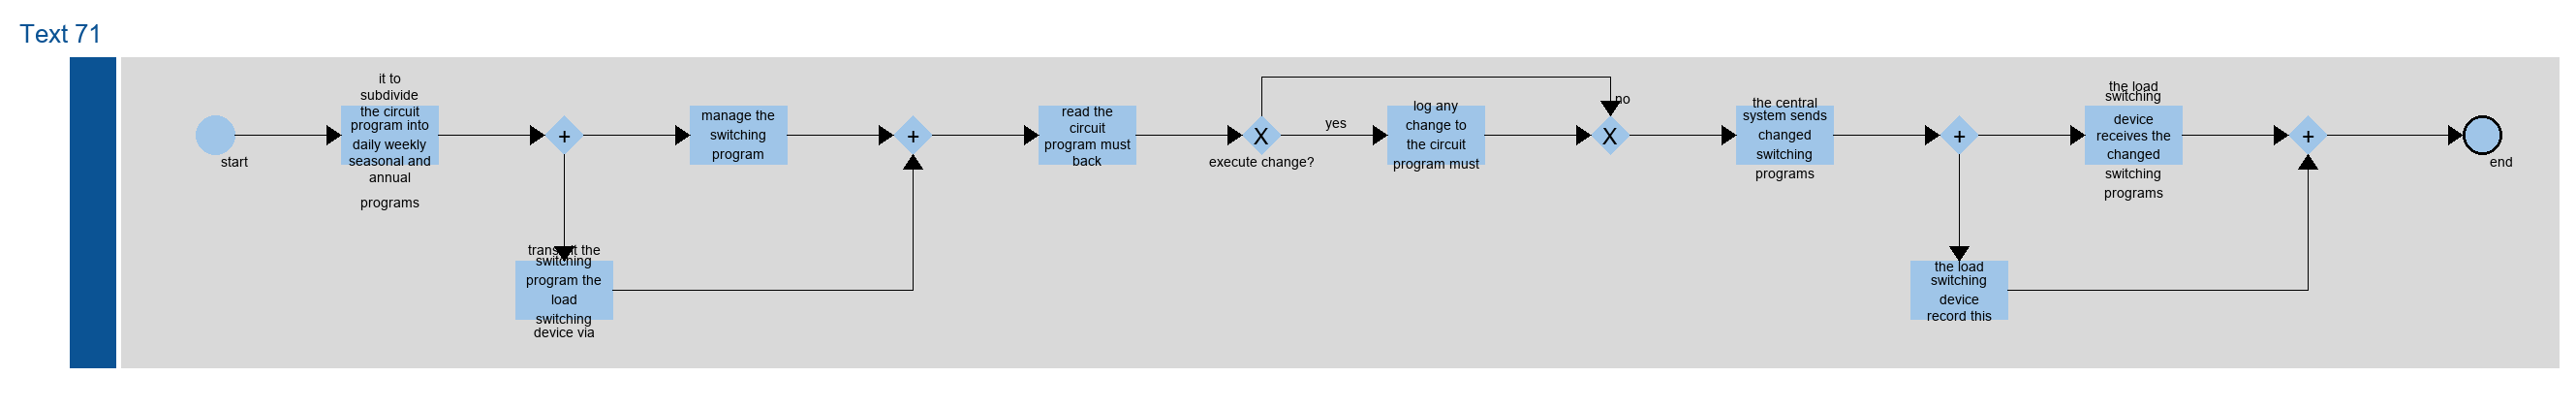 Text 71
start
it to
subdivide
the circuit
program into
daily weekly
seasonal and
annual
programs
+
transmit the
switching
program the
load
switching
device via
manage the
switching
program
+
read the
circuit
program must
back
X
execute change?
yes
log any
change to
the circuit
program must
no
X
the central
system sends
changed
switching
programs
+
the load
switching
device
record this
the load
switching
device
receives the
changed
switching
programs
+
end